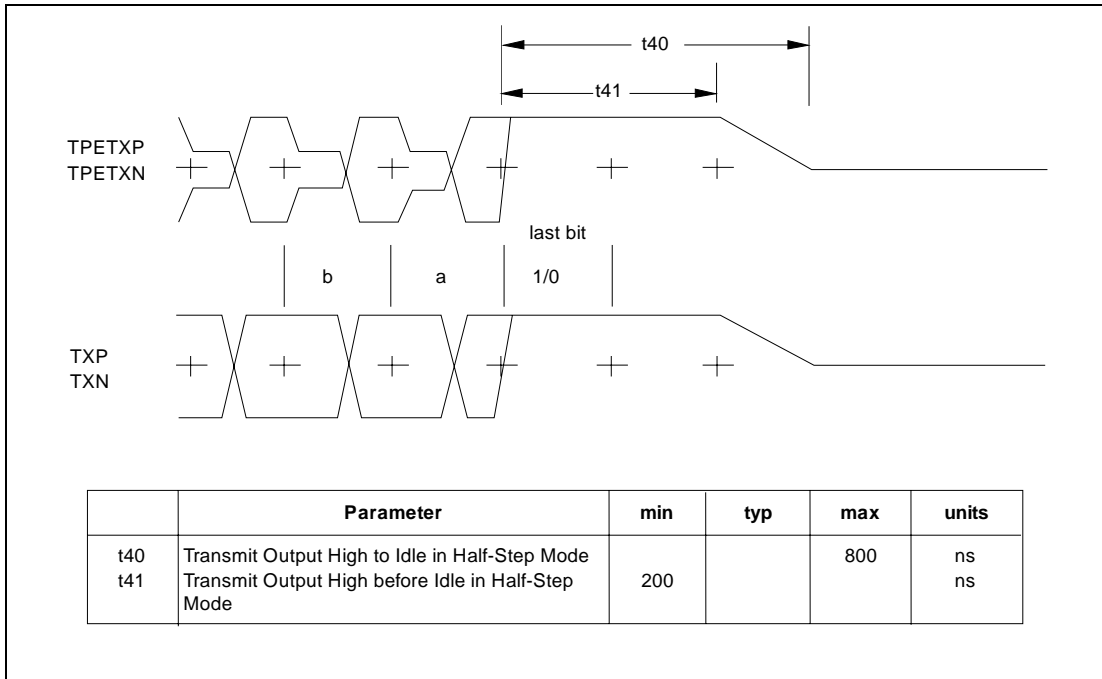 t40
t41
TPETXP
TPETXN
last bit
b
a
1/0
TXP
TXN
Parameter min typ max units
t40 Transmit Output High to Idle in Half-Step Mode 800 ns
t41 Transmit Output High before Idle in Half-Step 200 ns
Mode